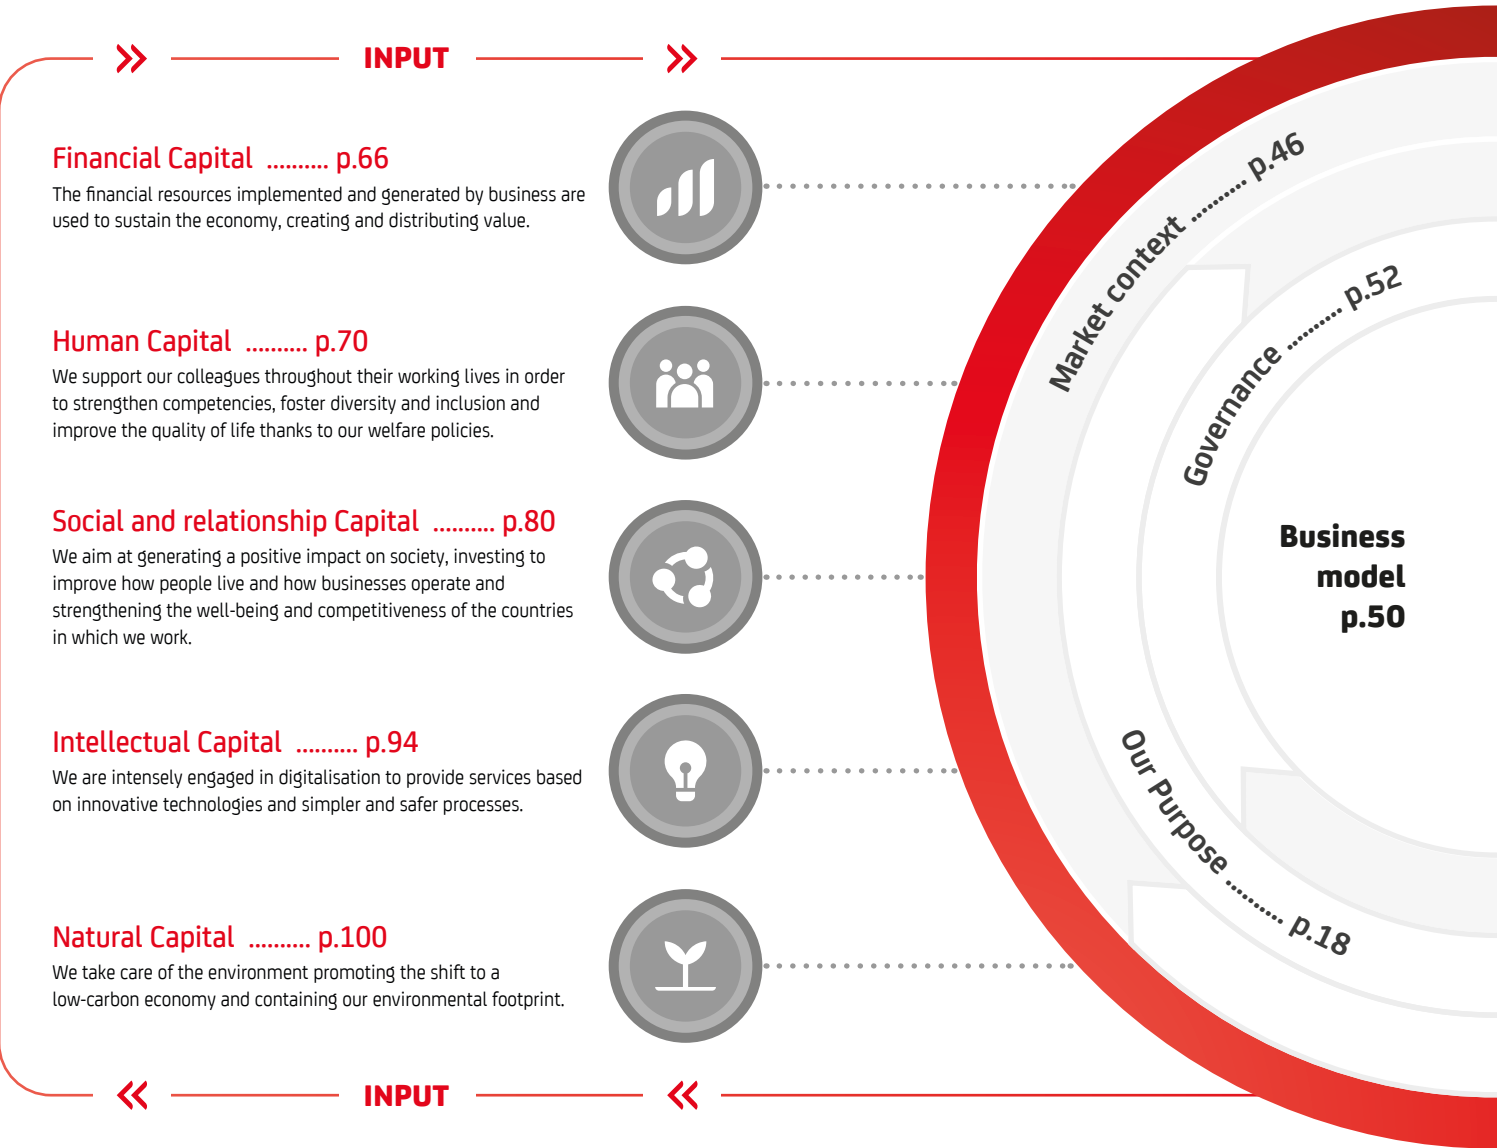 INPUT
Financial Capital .......... p.66
The financial resources implemented and generated by business are
used to sustain the economy, creating and distributing value.
Human Capital .......... p.70
We support our colleagues throughout their working lives in order
to strengthen competencies, foster diversity and inclusion and
improve the quality of life thanks to our welfare policies.
Social and relationship Capital .......... p.80
We aim at generating a positive impact on society, investing to
improve how people live and how businesses operate and
strengthening the well-being and competitiveness of the countries
in which we work.
Intellectual Capital .......... p.94
We are intensely engaged in digitalisation to provide services based
on innovative technologies and simpler and safer processes.
Natural Capital .......... p.100
We take care of the environment promoting the shift to a
low-carbon economy and containing our environmental footprint.
INPUT
Market context .......... p.46
Governance .......... p.52
Business
model
p.50
Our Purpose .......... p.18